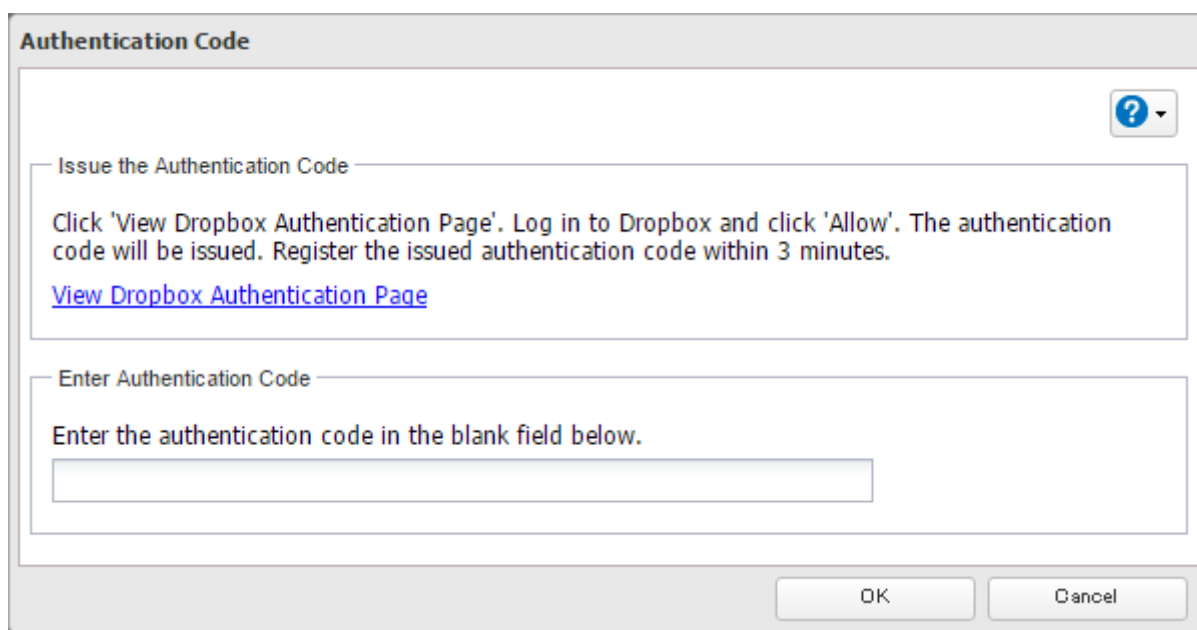 Authentication Code
Issue the Authentication Code
Click 'View Dropbox Authentication Page'. Log in to Dropbox and click 'Allow'. The authentication
code will be issued. Register the issued authentication code within 3 minutes.
View Dropbox Authentication Page
Enter Authentication Code
Enter the authentication code in the blank field below.
OK
Cancel